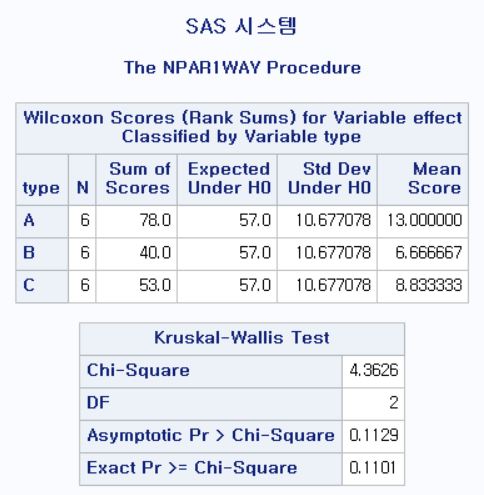 SAS 시스템
The NPAR1WAY Procedure
Wilcoxon Scores (Rank Sums) for Variable effect
Classified by Variable type
type N Sum of Scores Expected Under H0 Std Dev Under H0 Mean Score
A 6 78.0 57.0 10.677078 13.000000
B 6 40.0 57.0 10.677078 6.666667
C 6 53.0 57.0 10.677078 8.833333
Kruskal-Wallis Test
Chi-Square 4.3626
DF 2
Asymptotic Pr > Chi-Square 0.1129
Exact Pr >= Chi-Square 0.1101